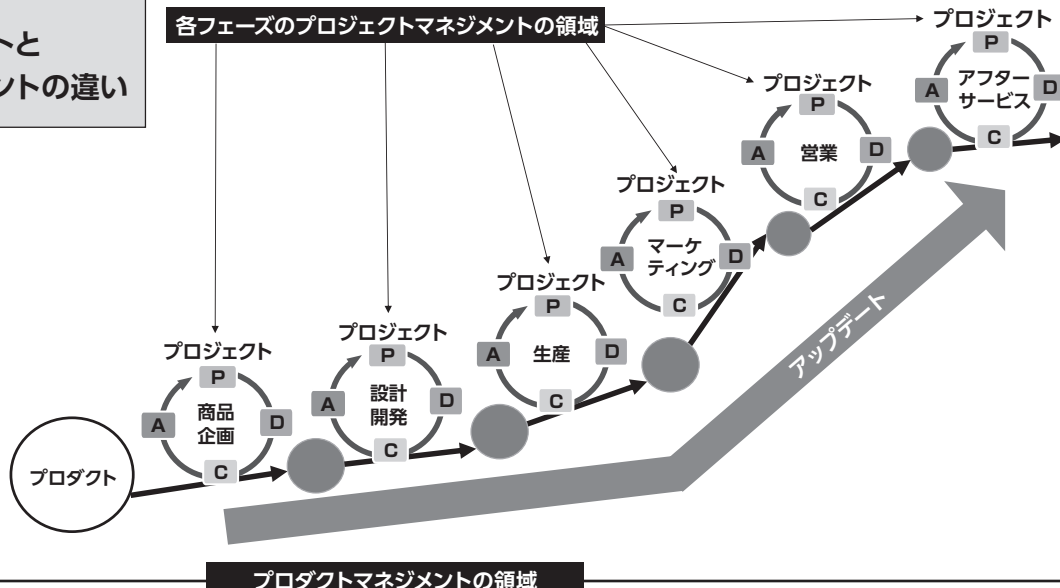 トと
ントの違い
各フェーズのプロジェクトマネジメントの領域
プロジェクト
P
A
商品
企画
D
C
プロジェクト
P
A
設計
開発
D
C
プロジェクト
P
A
生産
D
C
プロジェクト
P
A
マーケ
ティング
D
C
プロジェクト
P
A
営業
D
C
プロジェクト
P
A
アフター
サービス
D
C
プロダクト
アップデート
プロダクトマネジメントの領域